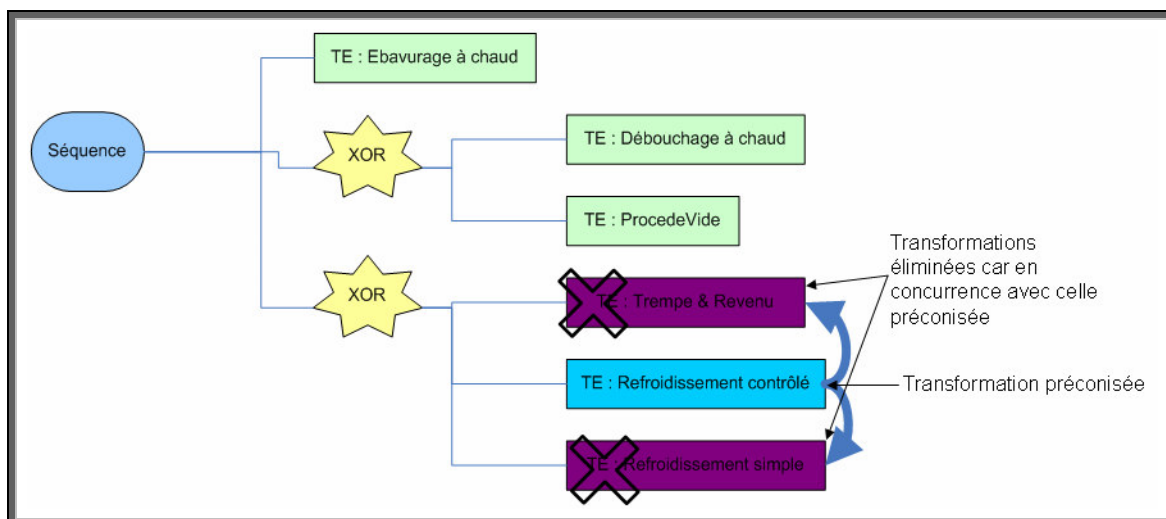 TE : Ebavurage à chaud
Séquence
XOR
TE : Débouchage à chaud
TE : ProcedeVide
XOR
TE : Trempe & Revenu
TE : Refroidissement contrôlé
TE : Refroidissement simple
Transformations
éliminées car en
concurrence avec celle
préconisée
Transformation préconisée